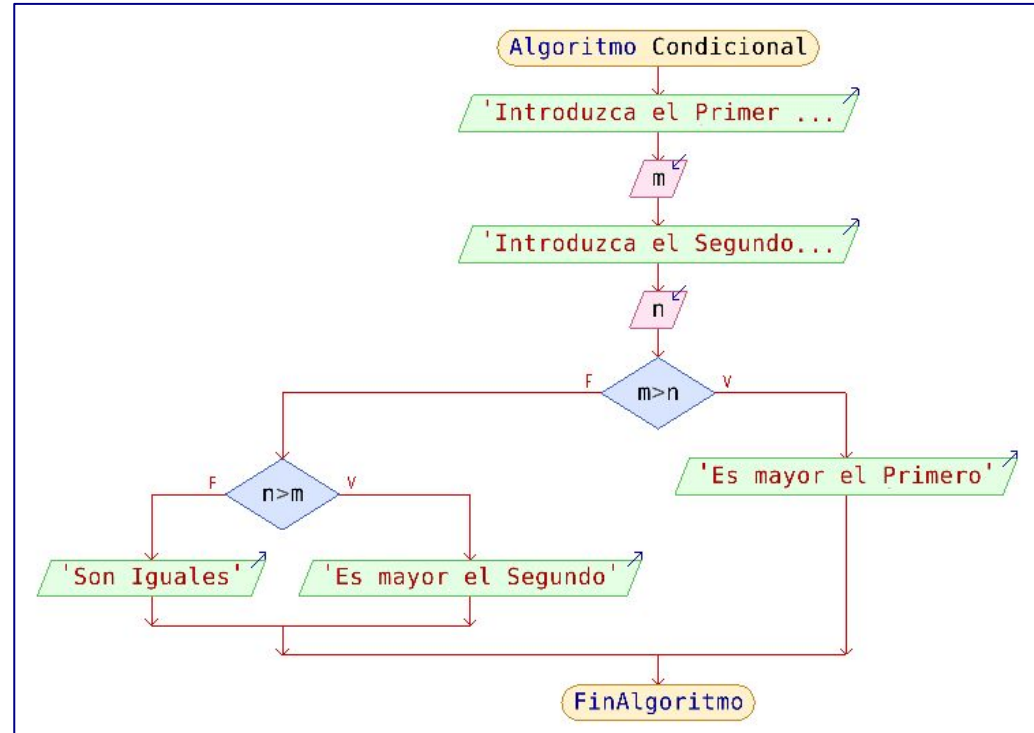 Algoritmo Condicional
'Introduzca el Primer ...
m
'Introduzca el Segundo...
n
m>n
F
V
'Es mayor el Primero'
n>m
F
V
'Son Iguales'
'Es mayor el Segundo'
FinAlgoritmo